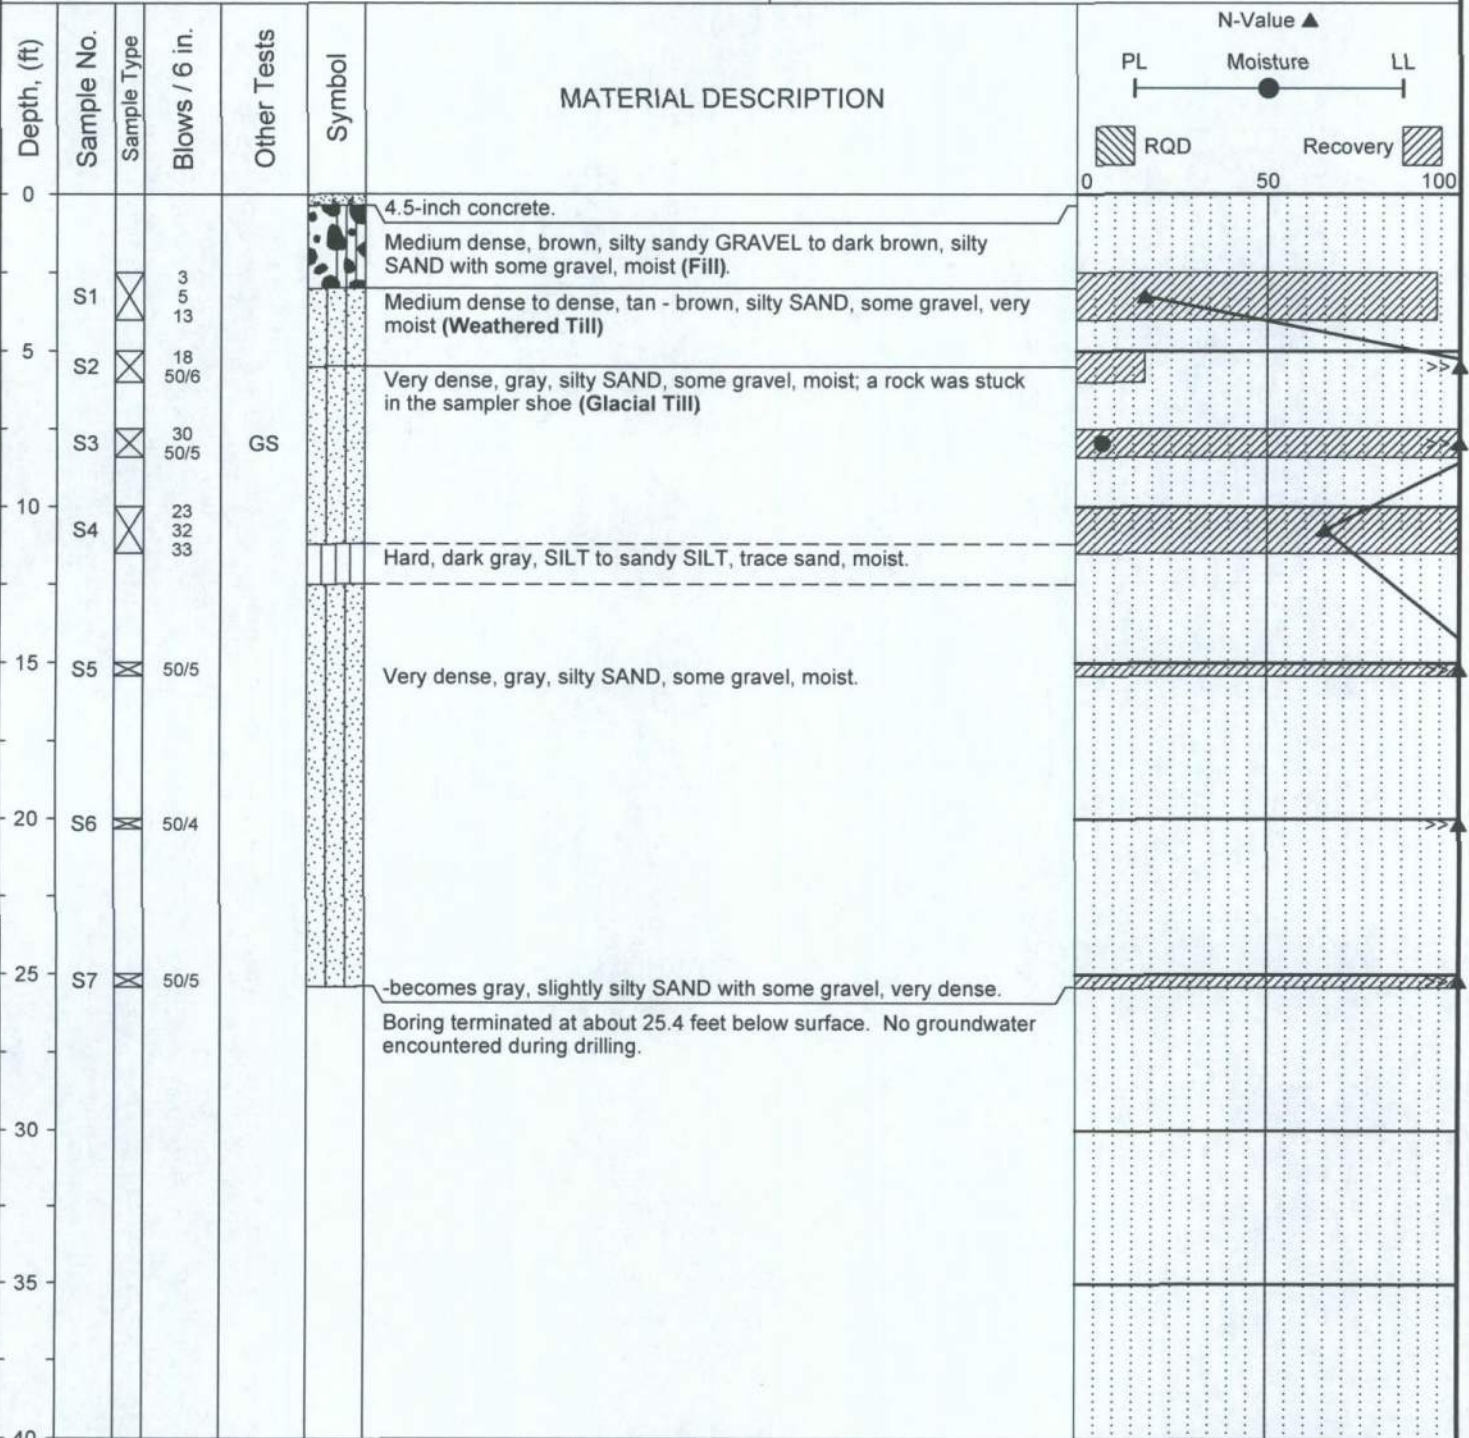 N-Value
PL Moisture LL
RQD Recovery
Depth, (ft)
Sample No.
Sample Type
Blows / 6 in.
Other Tests
Symbol
MATERIAL DESCRIPTION
0 50 100
0
4.5-inch concrete.
Medium dense, brown, silty sandy GRAVEL to dark brown, silty
SAND with some gravel, moist (Fill).
S1
3
5
13
Medium dense to dense, tan - brown, silty SAND, some gravel, very
moist (Weathered Till)
5
S2
18
50/6
>>
Very dense, gray, silty SAND, some gravel, moist; a rock was stuck
in the sampler shoe (Glacial Till)
S3
30
50/5
GS
>>
10
S4
23
32
33
Hard, dark gray, SILT to sandy SILT, trace sand, moist.
15
S5
50/5
>>
Very dense, gray, silty SAND, some gravel, moist.
20
S6
50/4
>>
25
S7
50/5
>>
-becomes gray, slightly silty SAND with some gravel, very dense.
Boring terminated at about 25.4 feet below surface. No groundwater
encountered during drilling.
30
35
40